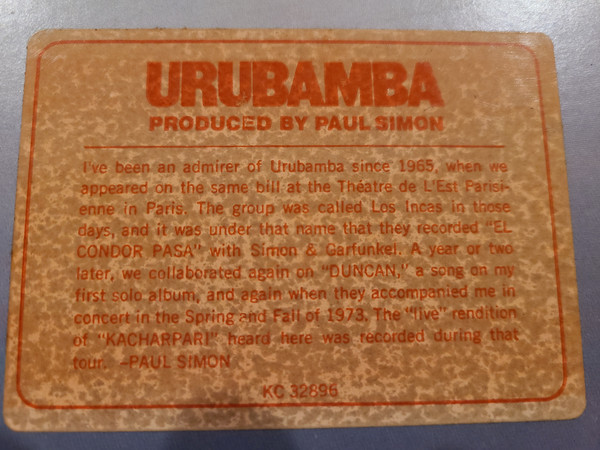 URUBAMBA
PRODUCED BY PAUL SIMON
I've been an admirer of Urubamba since 1965, when we
appeared on the same bill at the Théatre de L'Est Parisi-
enne in Paris. The group was called Los Incas in those
days, and it was under that name that they recorded "EL
CONDOR PASA" with Simon & Garfunkel. A year or two
later, we collaborated again on "DUNCAN," a song on my
first solo album, and again when they accompanied me in
concert in the Spring and Fall of 1973. The "live" rendition
of "KACHARPARI" heard here was recorded during that
tour. –PAUL SIMON
KC 32896